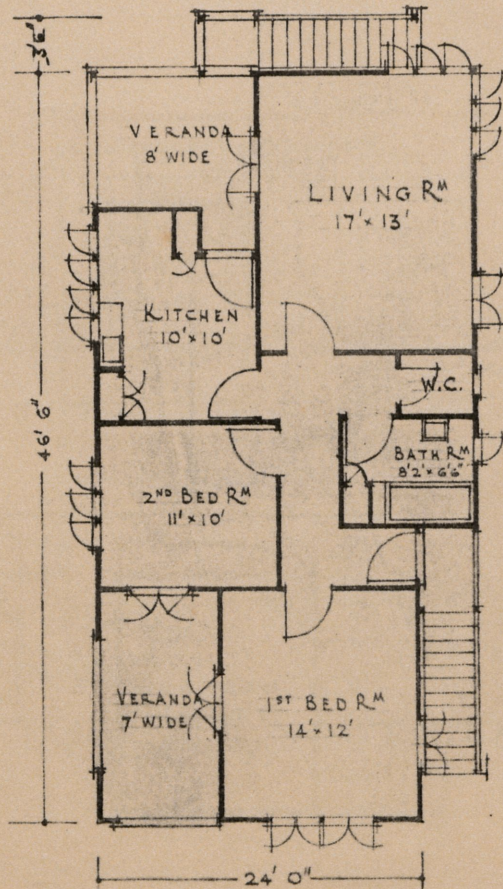 3'6"
VERANDA
8' WIDE
LIVING RM
17' × 13'
KITCHEN
10' × 10'
W.C.
BATH RM
8'2" × 6'6"
46' 6"
2ND BED RM
11' × 10'
VERANDA
7' WIDE
1ST BED RM
14' × 12'
24' 0"